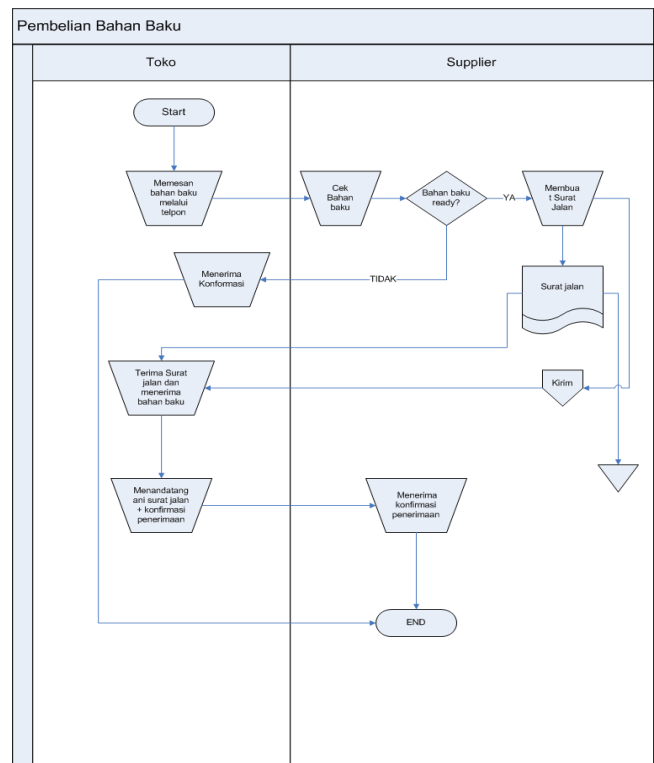 Pembelian Bahan Baku
Toko
Supplier
Start
Memesan
bahan baku
melalui
telpon
Cek
Bahan
baku
Bahan baku
ready?
YA
Membua
t Surat
Jalan
Menerima
Konformasi
TIDAK
Surat jalan
Terima Surat
jalan dan
menerima
bahan baku
Kirim
Menandatang
ani surat jalan
+ konfirmasi
penerimaan
Menerima
konfirmasi
penerimaan
END